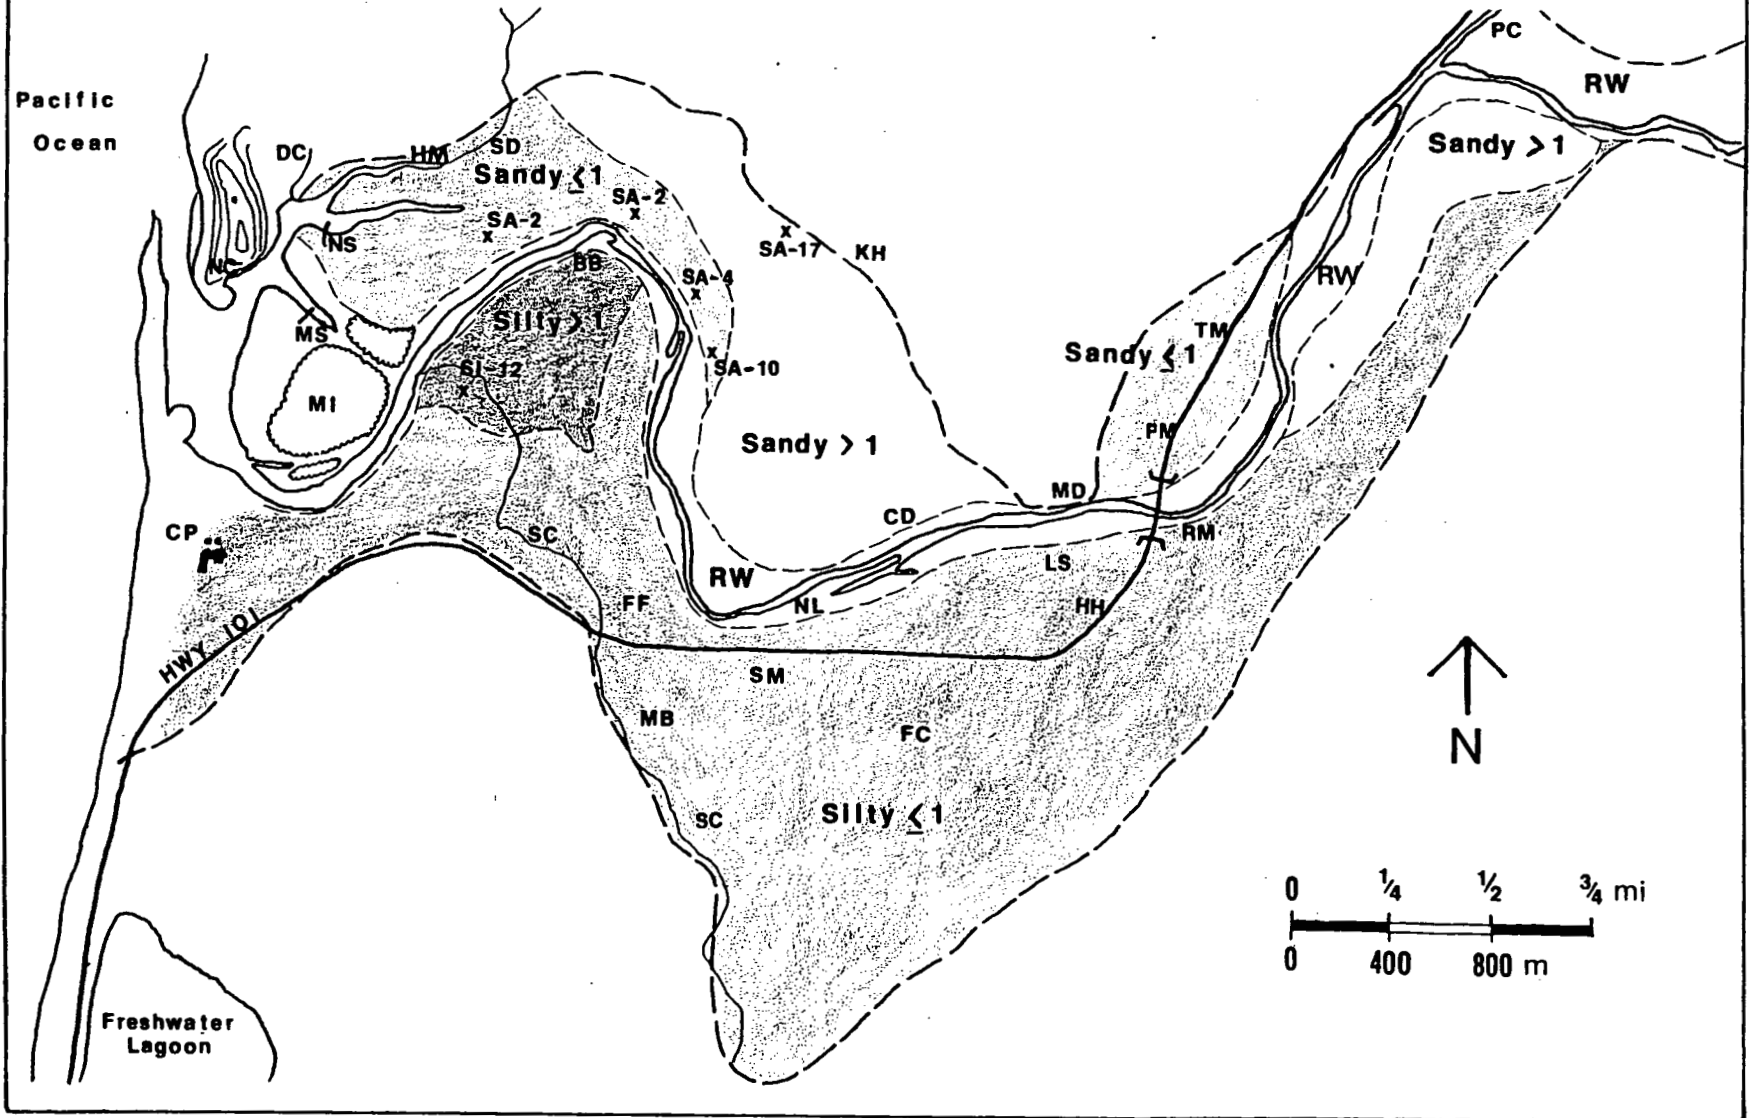 PC
RW
Pacific
Ocean
Sandy > 1
DC
HM
SD
Sandy ≤ 1
SA-2
SA-2
NS
SA-17
KH
NC
BB
SA-4
RW
Silty > 1
MS
TM
Sandy ≤ 1
SI-12
SA-10
MI
PM
Sandy > 1
MD
CD
CP
SC
RM
LS
RW
FF
NL
HH
HWY 101
SM
MB
FC
N
Silty ≤ 1
SC
0 1/4 1/2 3/4 mi
0 400 800 m
Freshwater
Lagoon